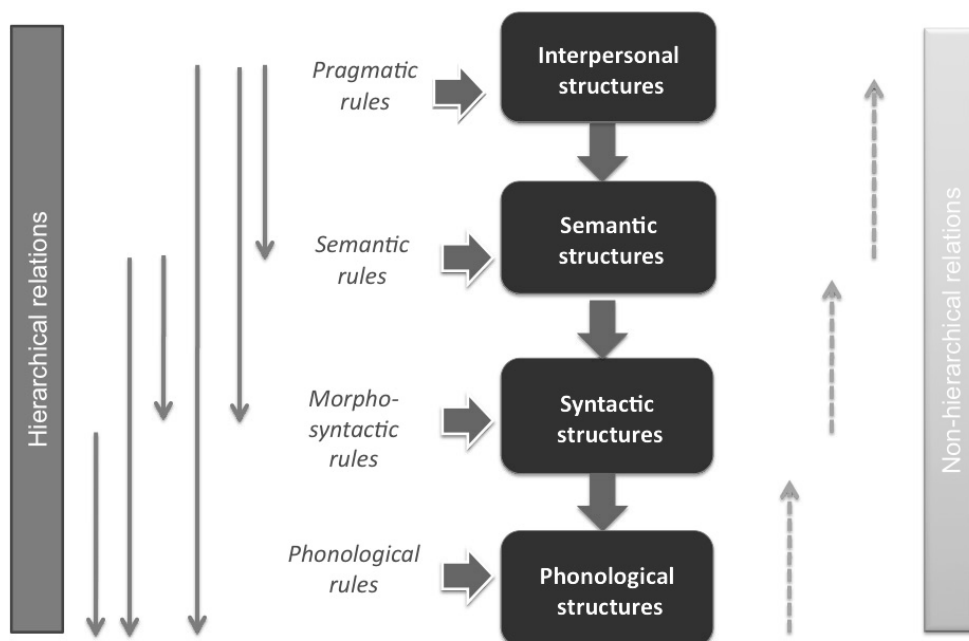 Hierarchical relations
Pragmatic
rules
Interpersonal
structures
Semantic
rules
Semantic
structures
Morpho-
syntactic
rules
Syntactic
structures
Phonological
rules
Phonological
structures
Non-hierarchical relations